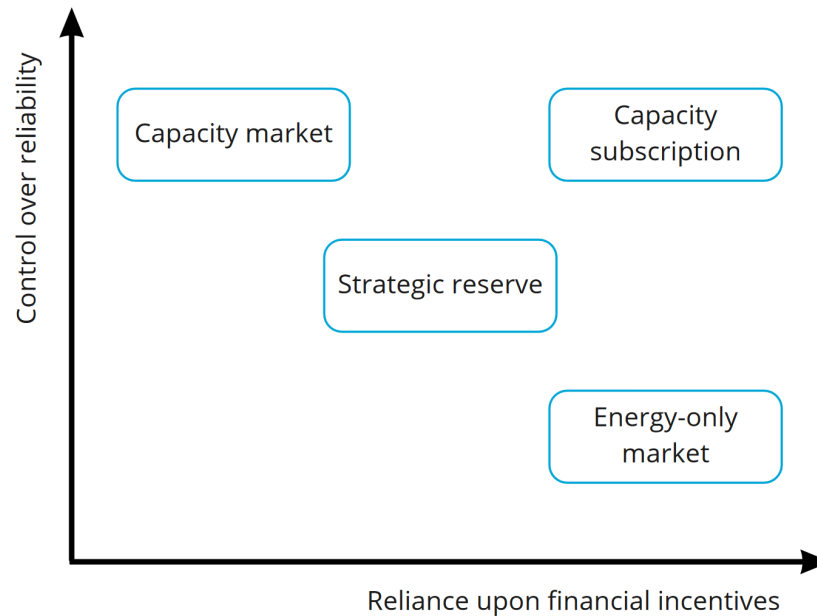 Control over reliability
Capacity market
Capacity
subscription
Strategic reserve
Energy-only
market
Reliance upon financial incentives